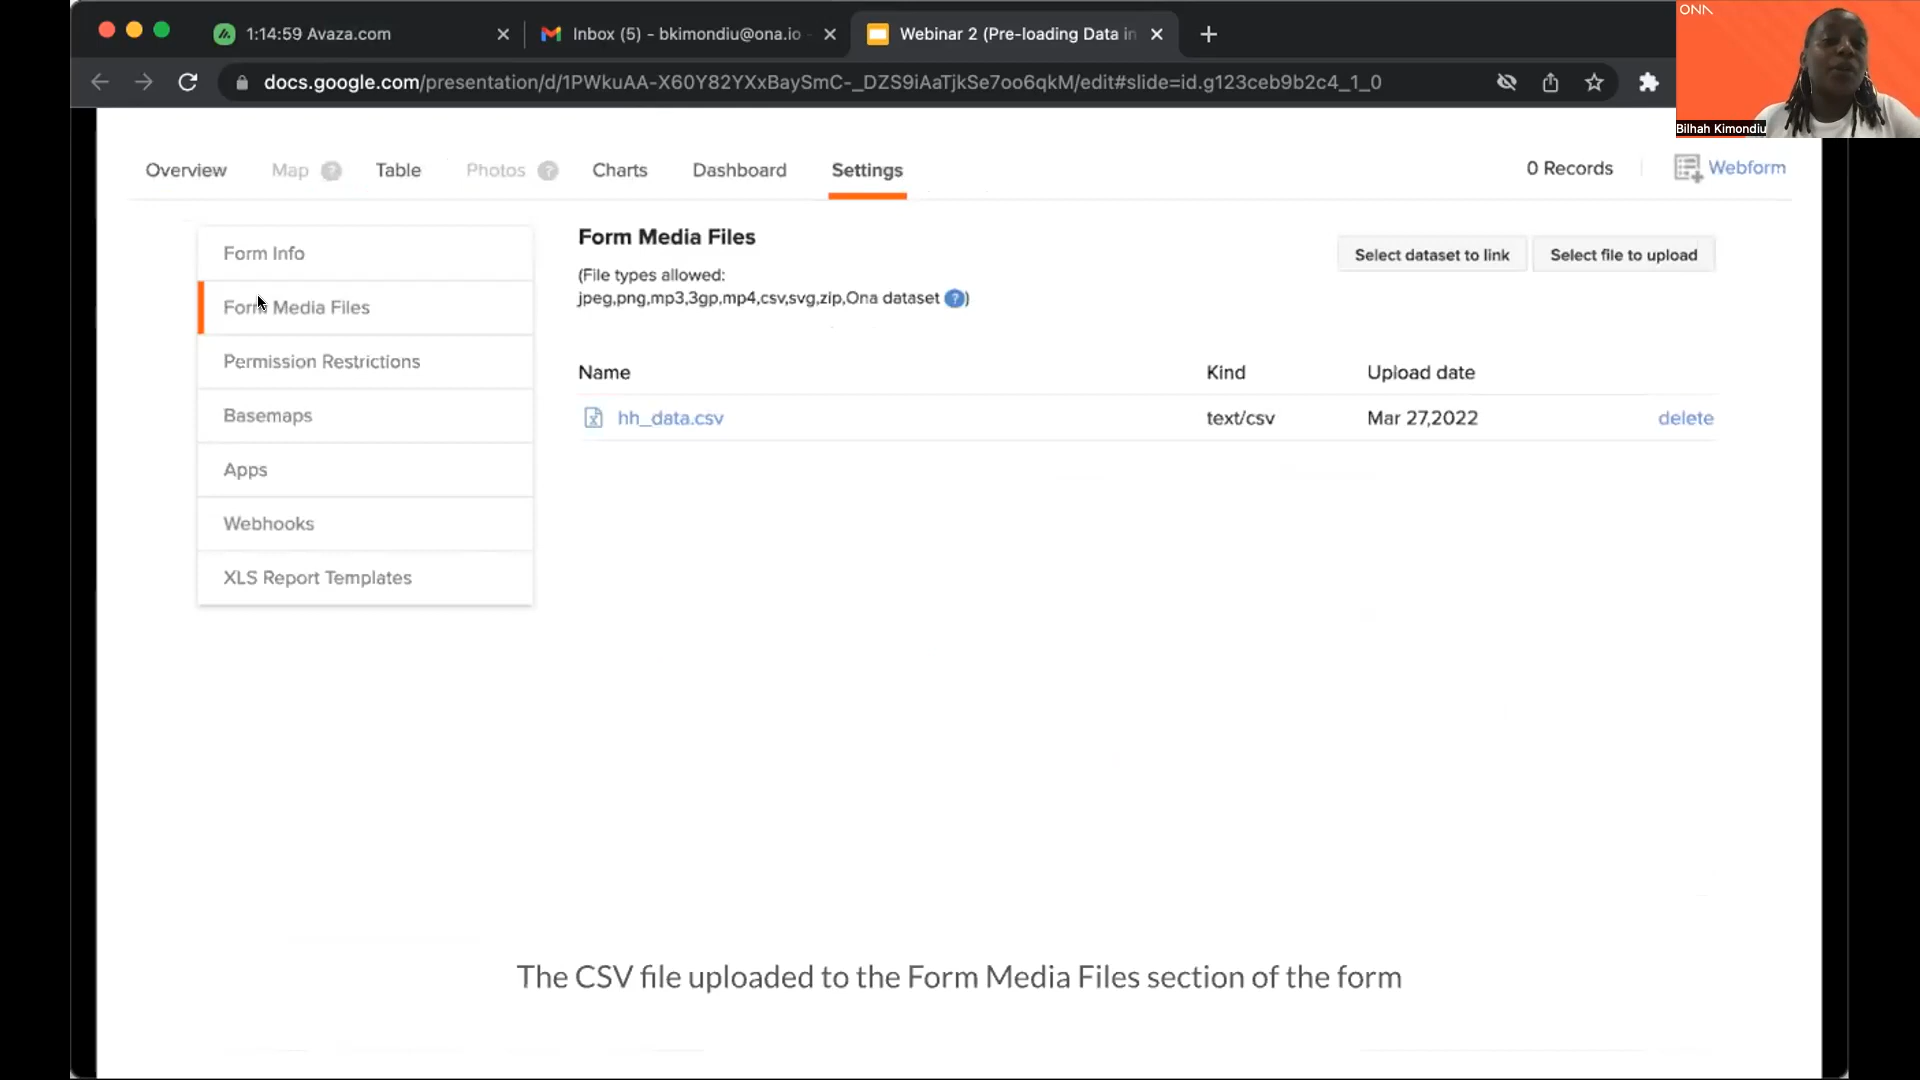 1:14:59 Avaza.com
Inbox (5) - bkimondiu@ona.io -
Webinar 2 (Pre-loading Data in
ONA
docs.google.com/presentation/d/1PWkuAA-X60Y82YXxBaySmC-_DZS9iAaTjkSe7oo6qkM/edit#slide=id.g123ceb9b2c4_1_0
Bilhah Kimondiu
Overview Map ? Table Photos ? Charts Dashboard Settings 0 Records Webform
Form Info
Form Media Files
Permission Restrictions
Basemaps
Apps
Webhooks
XLS Report Templates
Form Media Files
(File types allowed:
jpeg,png,mp3,3gp,mp4,csv,svg,zip,Ona dataset ?)
Select dataset to link
Select file to upload
Name Kind Upload date
hh_data.csv text/csv Mar 27,2022 delete
The CSV file uploaded to the Form Media Files section of the form